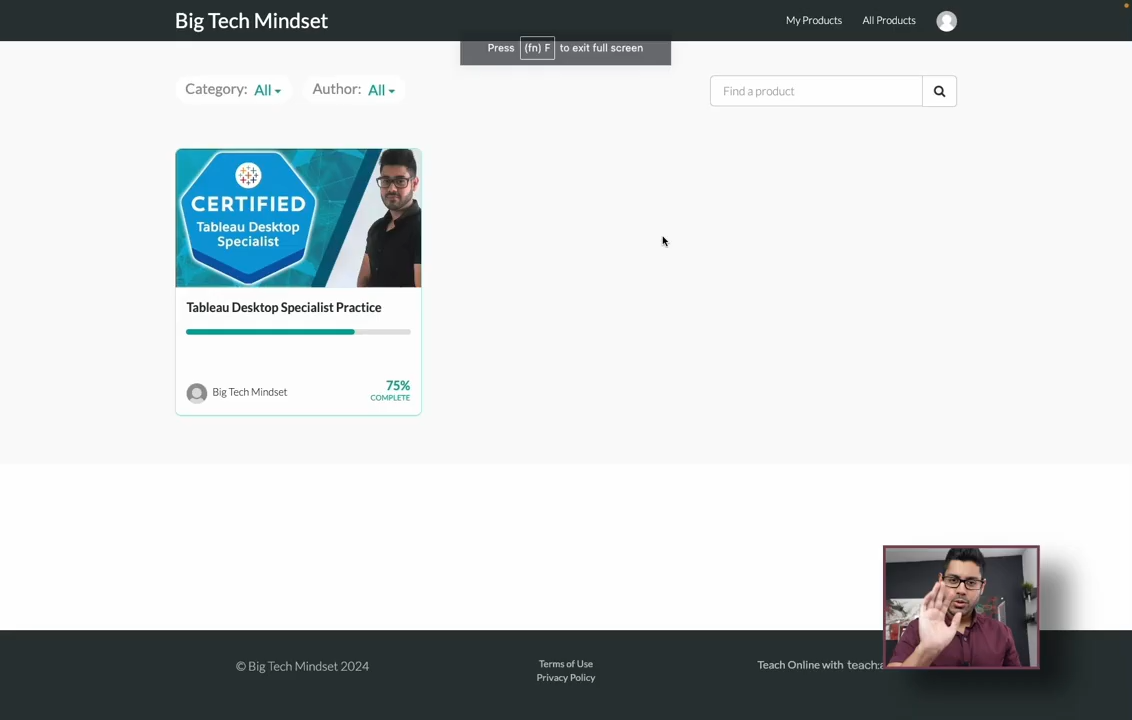 Big Tech Mindset
My Products
All Products
Press (fn) F to exit full screen
Category: All
Author: All
Find a product
CERTIFIED
Tableau Desktop
Specialist
Tableau Desktop Specialist Practice
Big Tech Mindset
75%
COMPLETE
© Big Tech Mindset 2024
Terms of Use
Privacy Policy
Teach Online with teach: